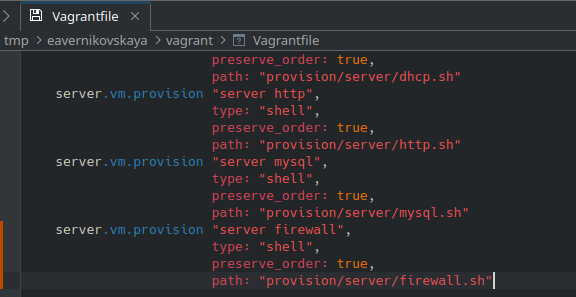 Vagrantfile
tmp > eavernikovskaya > vagrant > Vagrantfile
preserve_order: true,
path: "provision/server/dhcp.sh"
server.vm.provision "server http",
type: "shell",
preserve_order: true,
path: "provision/server/http.sh"
server.vm.provision "server mysql",
type: "shell",
preserve_order: true,
path: "provision/server/mysql.sh"
server.vm.provision "server firewall",
type: "shell",
preserve_order: true,
path: "provision/server/firewall.sh"